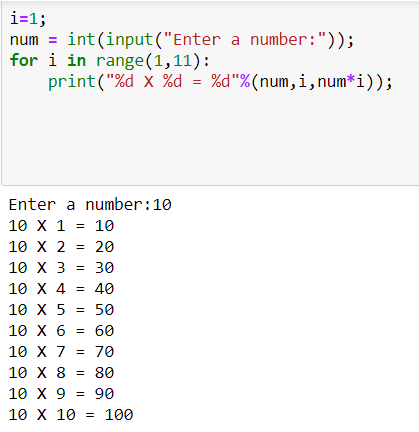 i=1;
num = int(input("Enter a number:"));
for i in range(1,11):
    print("%d X %d = %d"%(num,i,num*i));
Enter a number:10
10 X 1 = 10
10 X 2 = 20
10 X 3 = 30
10 X 4 = 40
10 X 5 = 50
10 X 6 = 60
10 X 7 = 70
10 X 8 = 80
10 X 9 = 90
10 X 10 = 100